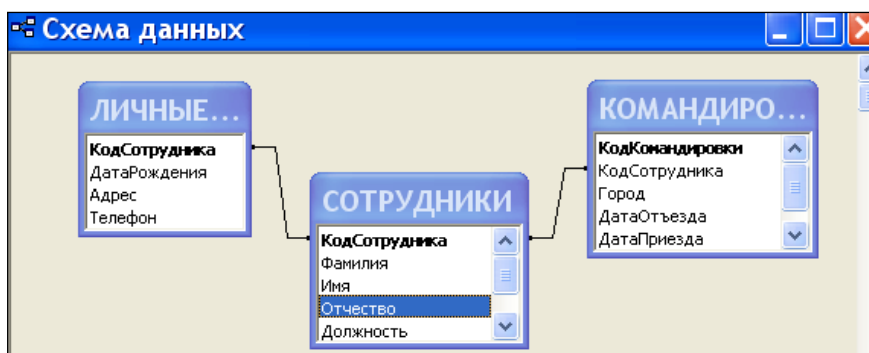 Схема данных
ЛИЧНЫЕ...
КодСотрудника
ДатаРождения
Адрес
Телефон
СОТРУДНИКИ
КодСотрудника
Фамилия
Имя
Отчество
Должность
КОМАНДИРО...
КодКомандировки
КодСотрудника
Город
ДатаОтъезда
ДатаПриезда